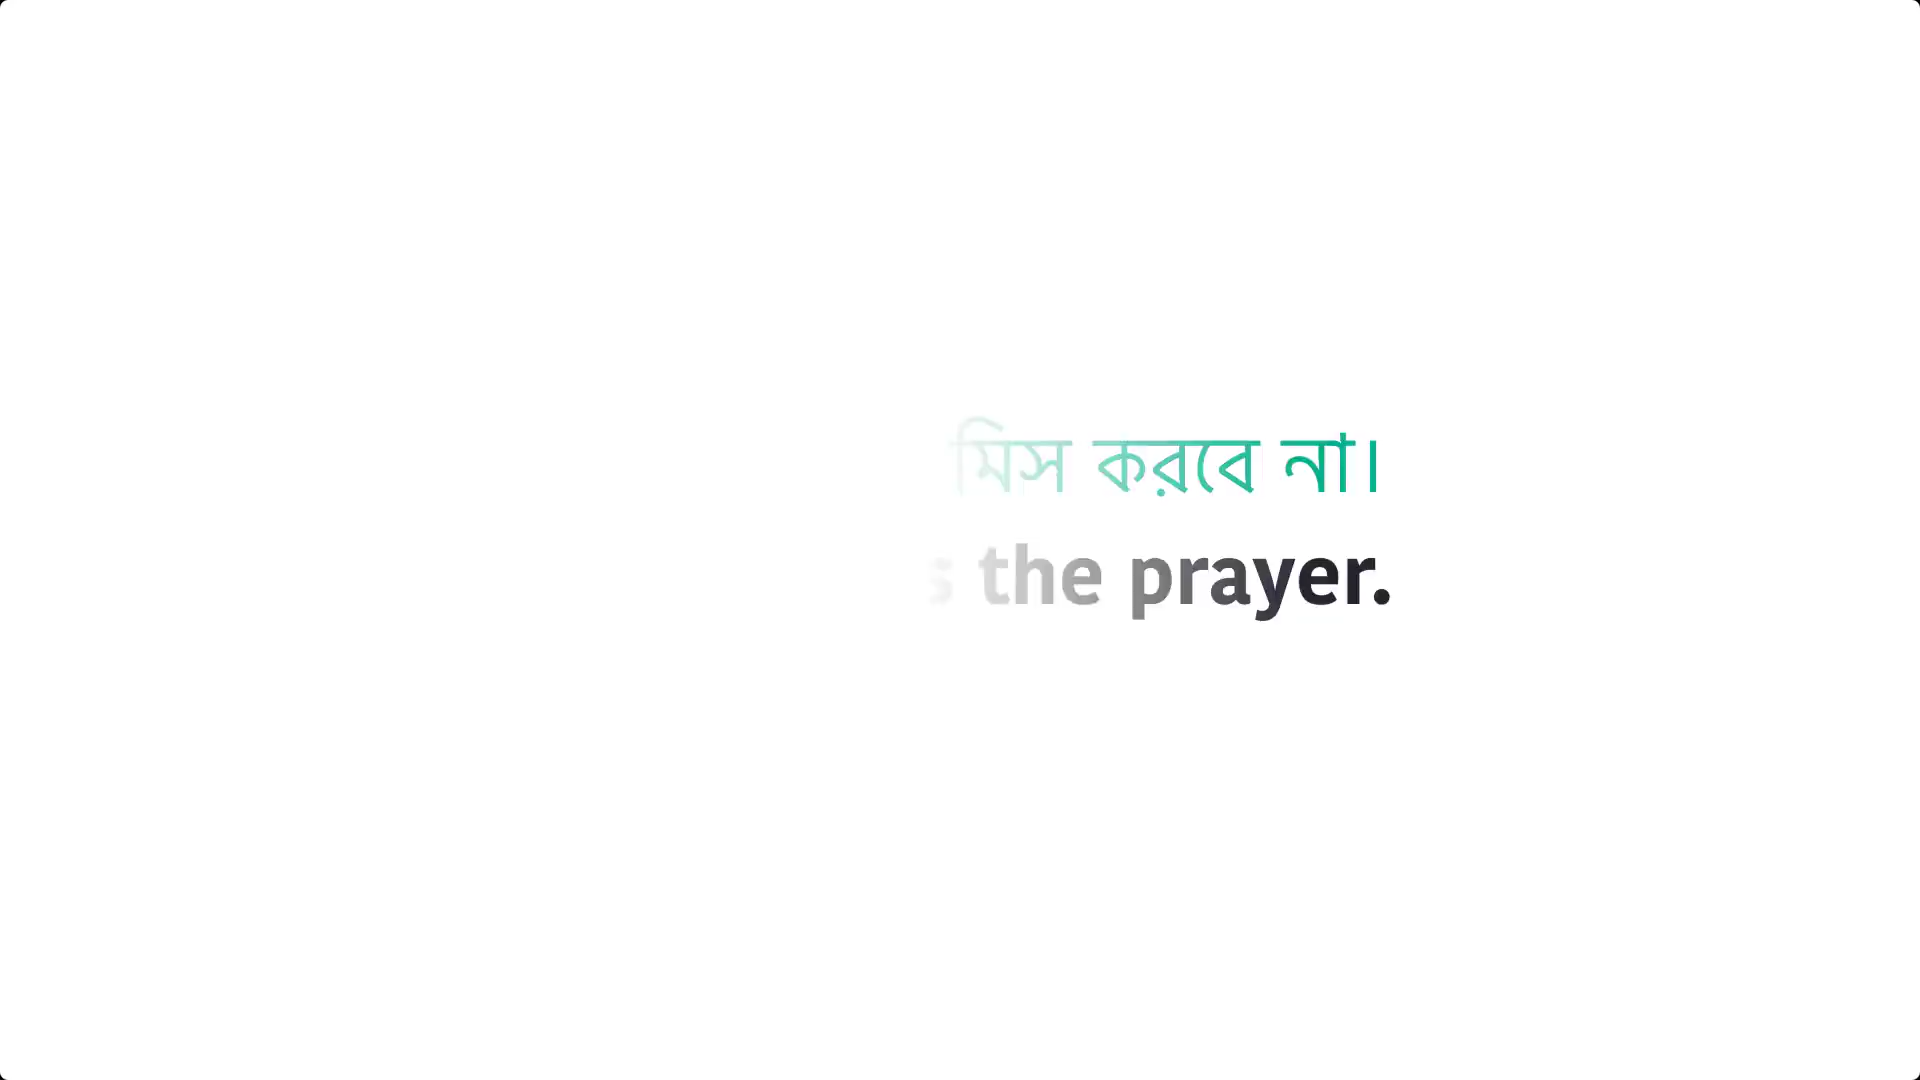 মিস করবে না।
the prayer.